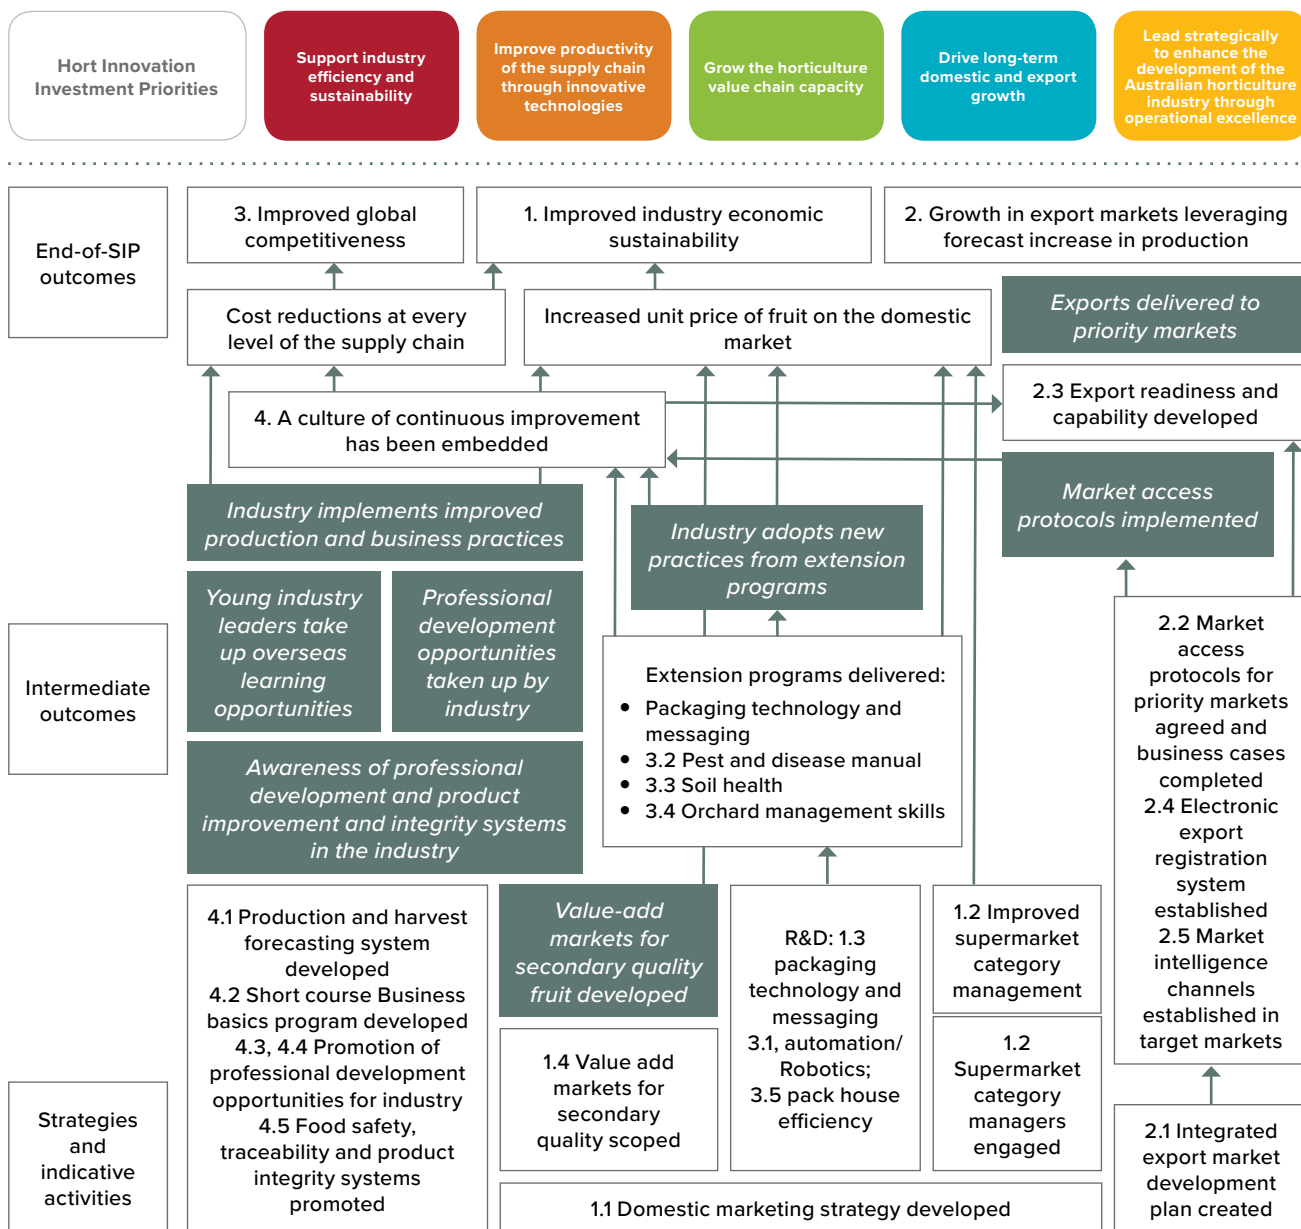 Hort Innovation
Investment Priorities
Support industry
efficiency and
sustainability
Improve productivity
of the supply chain
through innovative
technologies
Grow the horticulture
value chain capacity
Drive long-term
domestic and export
growth
Lead strategically
to enhance the
development of the
Australian horticulture
industry through
operational excellence
End-of-SIP
outcomes
3. Improved global
competitiveness
1. Improved industry economic
sustainability
2. Growth in export markets leveraging
forecast increase in production
Cost reductions at every
level of the supply chain
Increased unit price of fruit on the domestic
market
Exports delivered to
priority markets
4. A culture of continuous improvement
has been embedded
2.3 Export readiness and
capability developed
Industry implements improved
production and business practices
Industry adopts new
practices from extension
programs
Market access
protocols implemented
Intermediate
outcomes
Young industry
leaders take
up overseas
learning
opportunities
Professional
development
opportunities
taken up by
industry
Extension programs delivered:
• Packaging technology and
messaging
• 3.2 Pest and disease manual
• 3.3 Soil health
• 3.4 Orchard management skills
2.2 Market
access
protocols for
priority markets
agreed and
business cases
completed
2.4 Electronic
export
registration
system
established
2.5 Market
intelligence
channels
established in
target markets
Awareness of professional
development and product
improvement and integrity systems
in the industry
Strategies
and
indicative
activities
4.1 Production and harvest
forecasting system
developed
4.2 Short course Business
basics program developed
4.3, 4.4 Promotion of
professional development
opportunities for industry
4.5 Food safety,
traceability and product
integrity systems
promoted
Value-add
markets for
secondary quality
fruit developed
1.4 Value add
markets for
secondary
quality scoped
R&D: 1.3
packaging
technology and
messaging
3.1, automation/
Robotics;
3.5 pack house
efficiency
1.2 Improved
supermarket
category
management
1.2
Supermarket
category
managers
engaged
2.1 Integrated
export market
development
plan created
1.1 Domestic marketing strategy developed